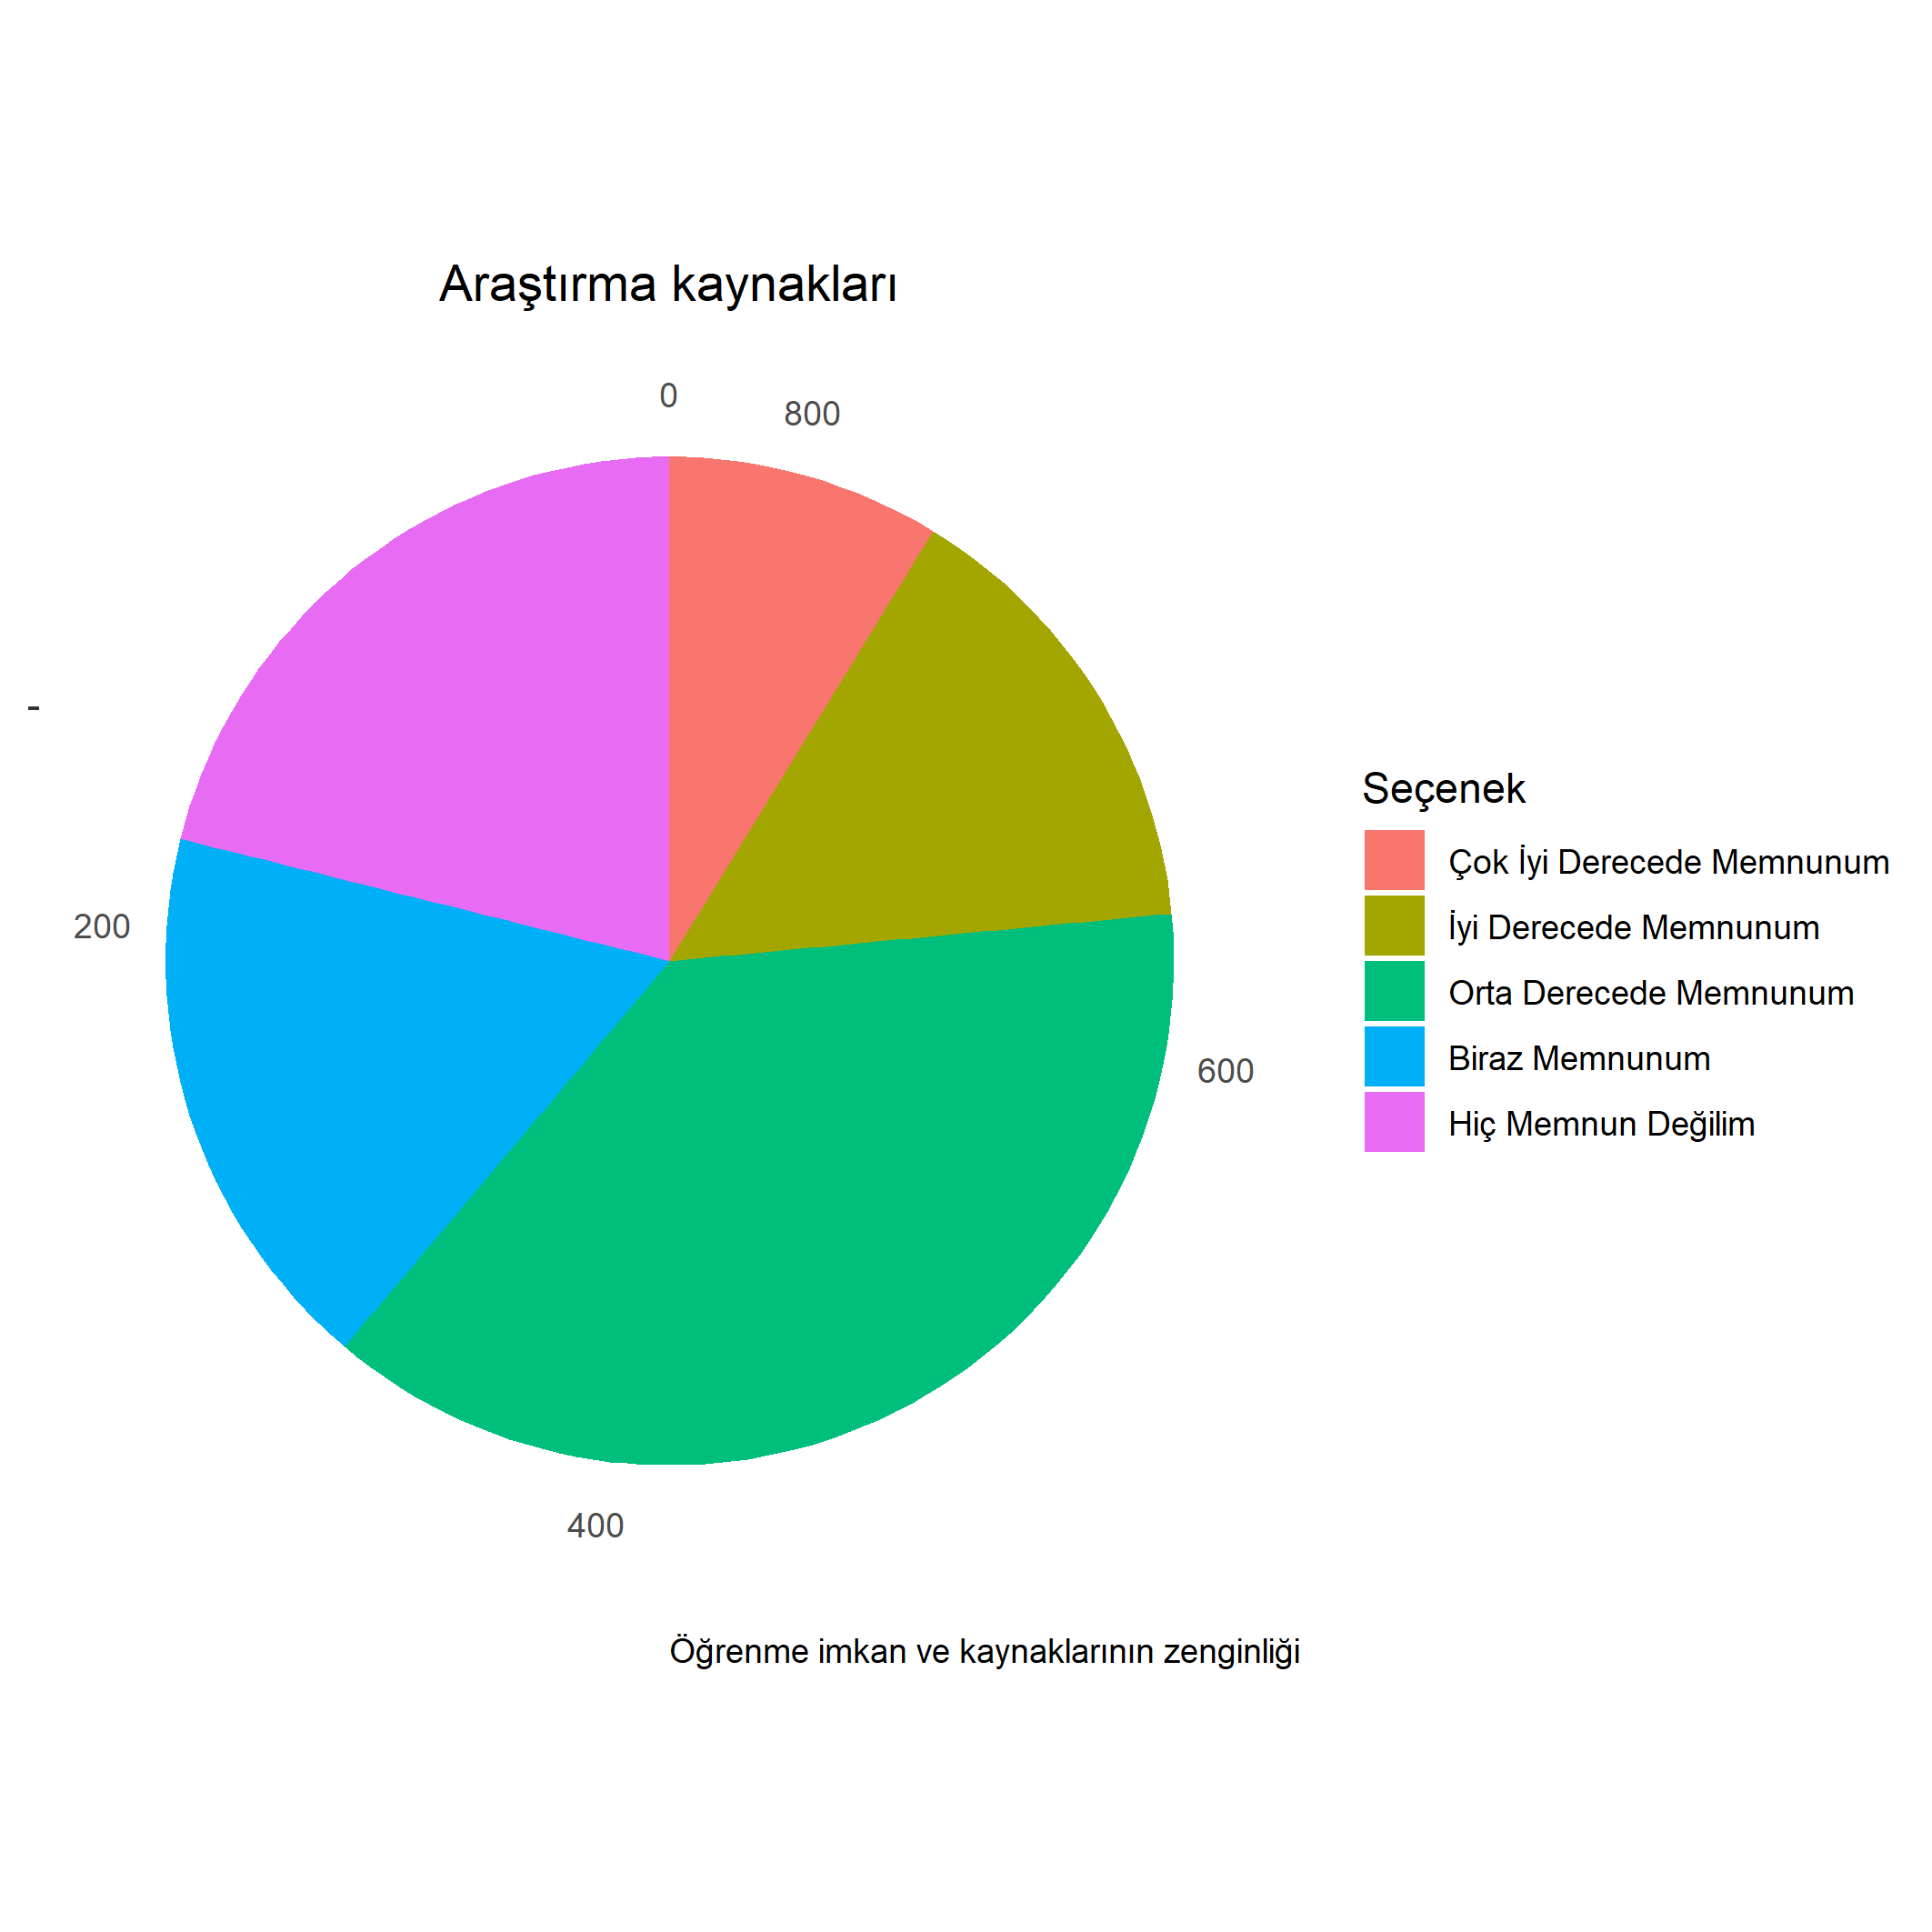 Araştırma kaynakları
0
800
-
200
600
400
Seçenek
Çok İyi Derecede Memnunum
İyi Derecede Memnunum
Orta Derecede Memnunum
Biraz Memnunum
Hiç Memnun Değilim
Öğrenme imkan ve kaynaklarının zenginliği